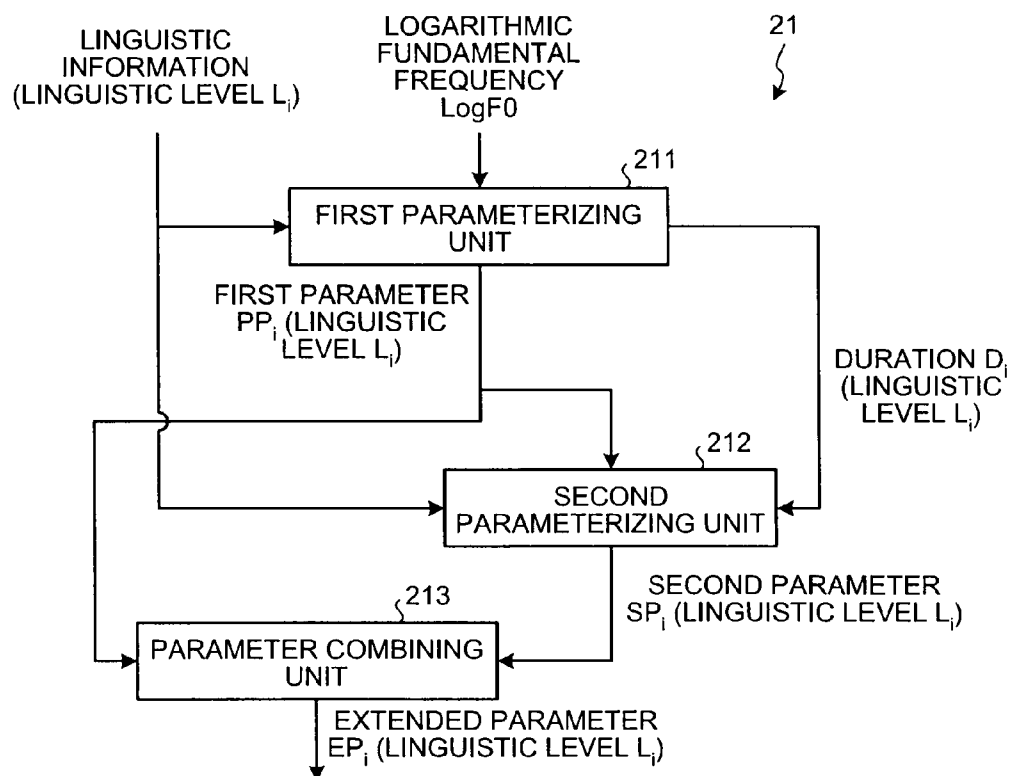 LINGUISTIC
INFORMATION
(LINGUISTIC LEVEL Li)
LOGARITHMIC
FUNDAMENTAL
FREQUENCY
LogF0
21
211
FIRST PARAMETERIZING
UNIT
FIRST PARAMETER
PPi (LINGUISTIC
LEVEL Li)
DURATION Di
(LINGUISTIC
LEVEL Li)
212
SECOND
PARAMETERIZING UNIT
SECOND PARAMETER
SPi (LINGUISTIC LEVEL Li)
213
PARAMETER COMBINING
UNIT
EXTENDED PARAMETER
EPi (LINGUISTIC LEVEL Li)